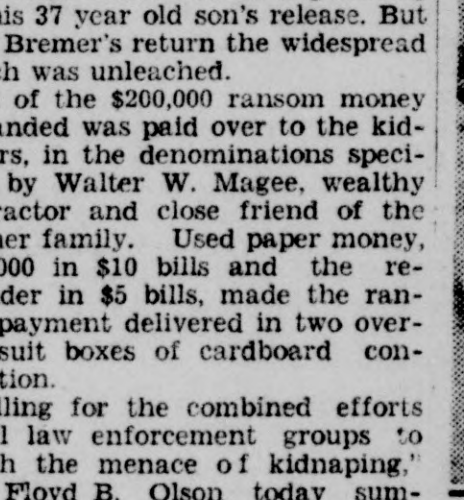 his 37 year old son's release. But
Bremer's return the widespread
ch was unleached.
of the $200,000 ransom money
anded was paid over to the kid-
rs, in the denominations speci-
by Walter W. Magee, wealthy
ractor and close friend of the
her family. Used paper money,
000 in $10 bills and the re-
der in $5 bills, made the ran-
payment delivered in two over-
suit boxes of cardboard con-
tion.
lling for the combined efforts
l law enforcement groups to
h the menace of kidnaping,"
Floyd B. Olson today sum-